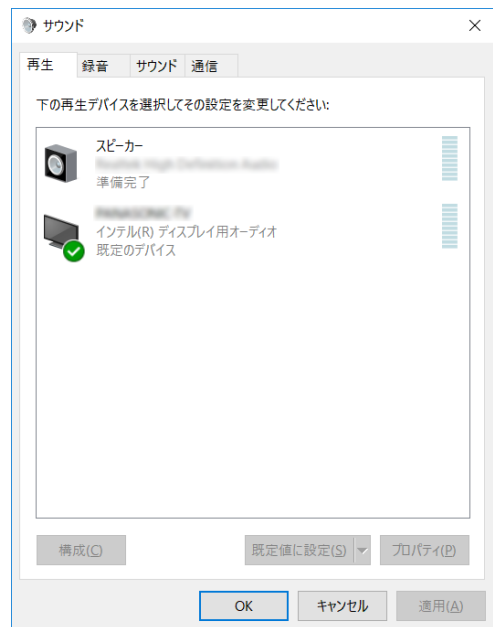 サウンド
再生 録音 サウンド 通信
下の再生デバイスを選択してその設定を変更してください:
スピーカー
準備完了
インテル(R) ディスプレイ用オーディオ
既定のデバイス
構成(C) 既定値に設定(S) プロパティ(P)
OK キャンセル 適用(A)